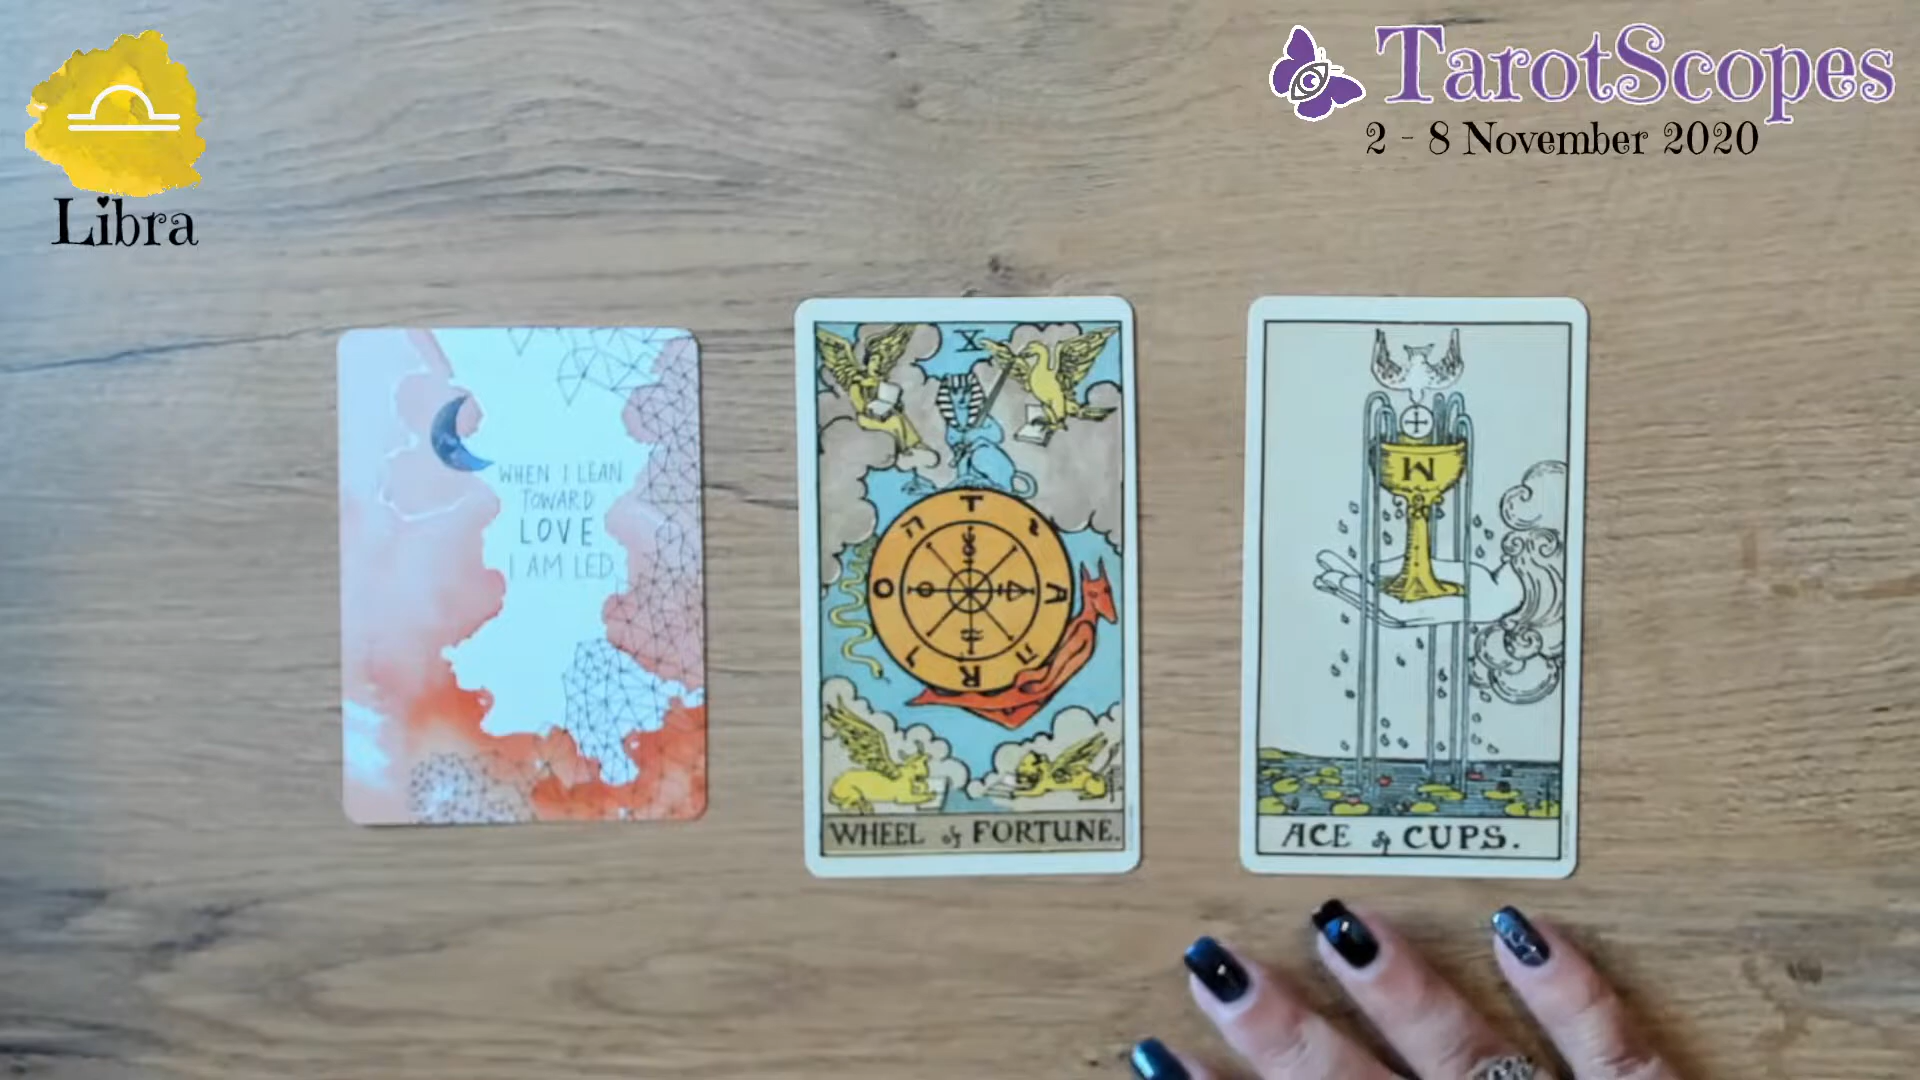 Libra
TarotScopes
2 - 8 November 2020
WHEN I LEAN
TOWARD
LOVE
I AM LED
X
T
A
R
O
WHEEL of FORTUNE.
M
ACE of CUPS.